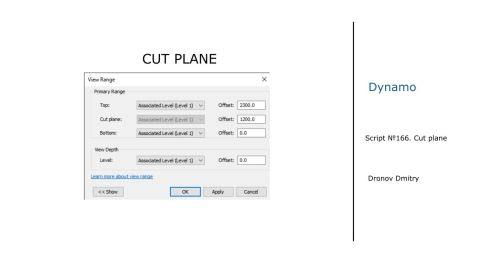 CUT PLANE
View Range
Primary Range
Top: Associated Level (Level 1) Offset: 2300.0
Cut plane: Associated Level (Level 1) Offset: 1200.0
Bottom: Associated Level (Level 1) Offset: 0.0
View Depth
Level: Associated Level (Level 1) Offset: 0.0
Learn more about view range
<< Show OK Apply Cancel
Dynamo
Script №166. Cut plane
Dronov Dmitry